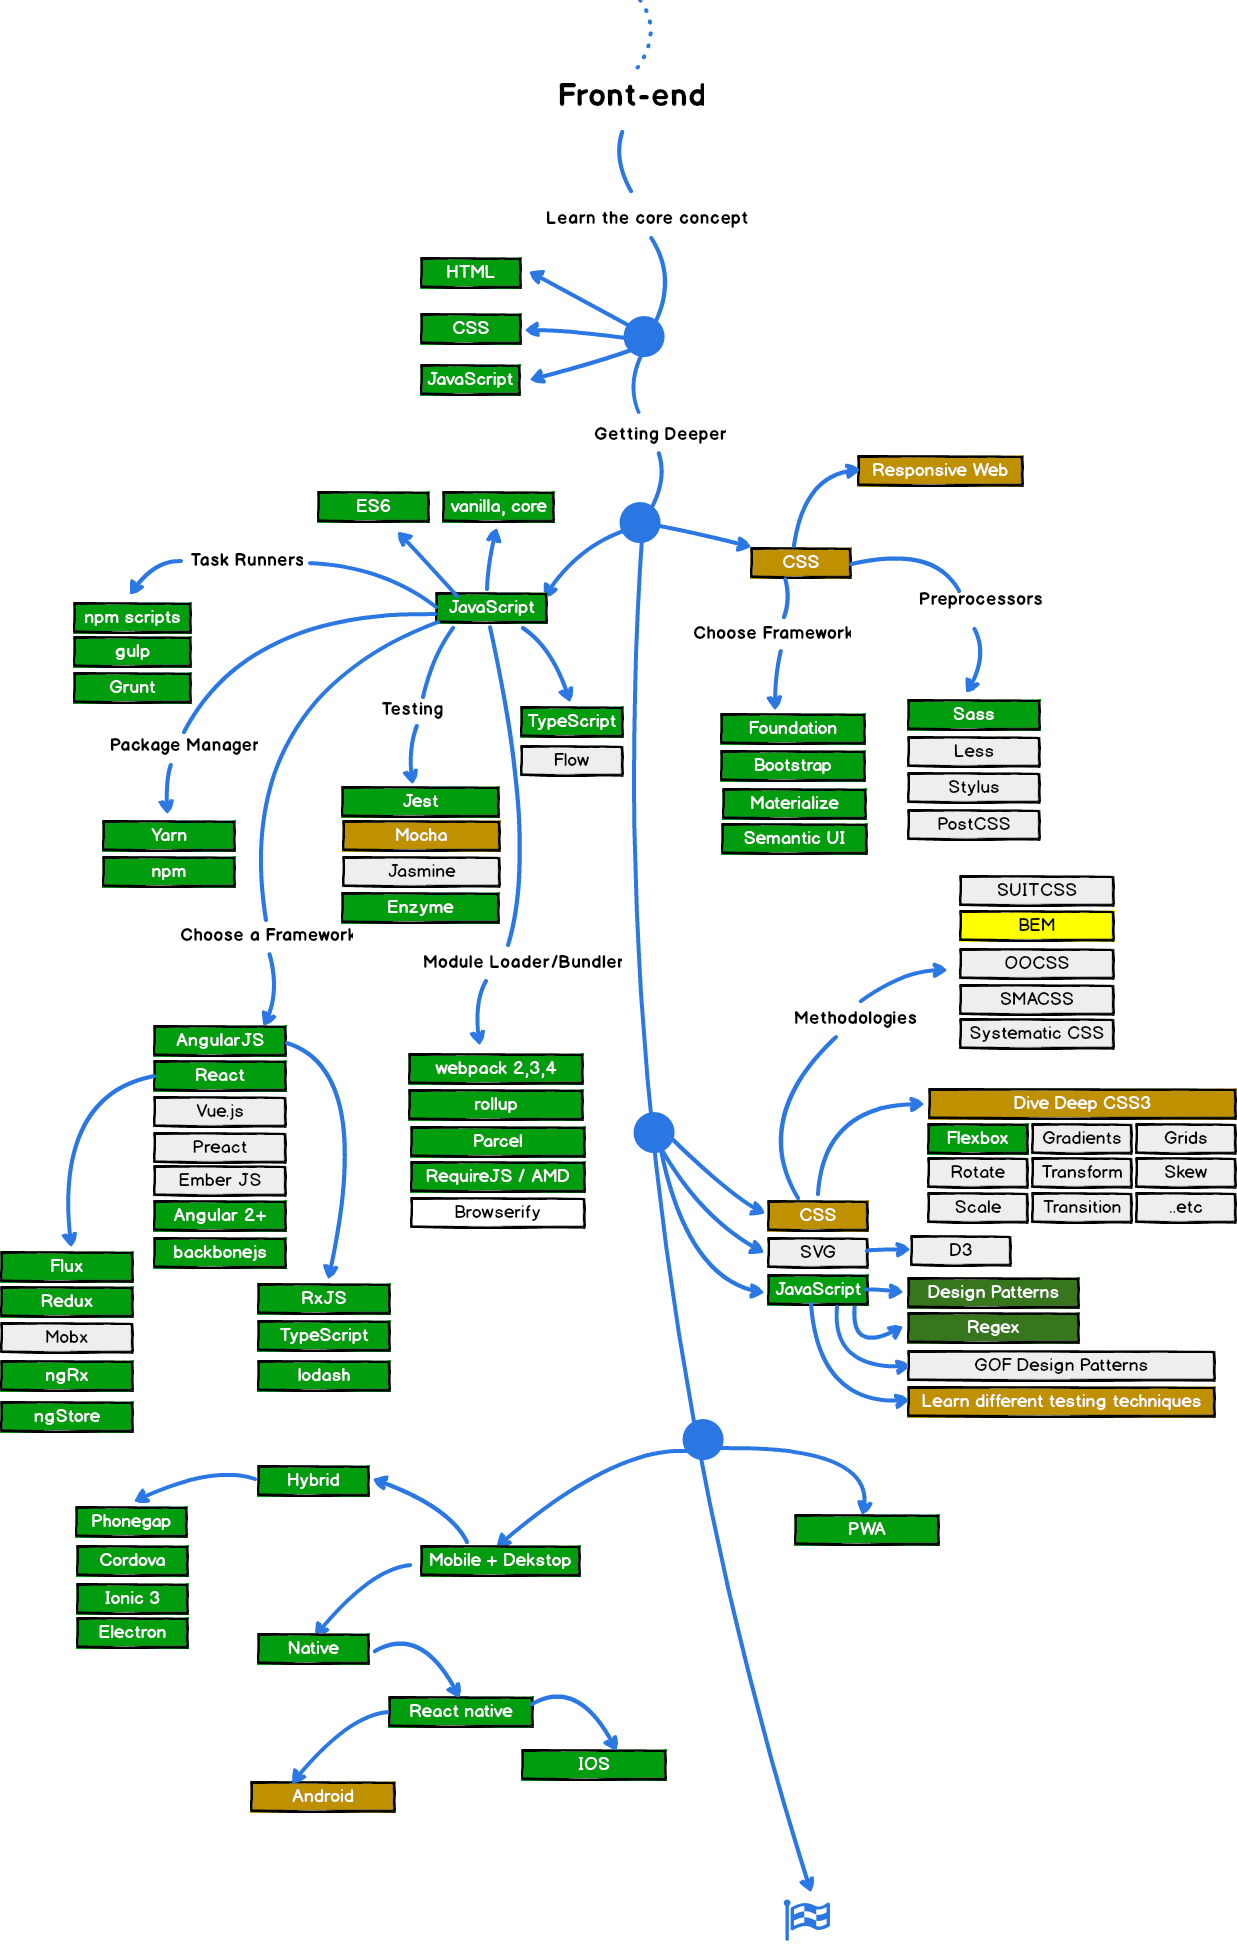 Front-end
Learn the core concept
HTML
CSS
JavaScript
Getting Deeper
Responsive Web
ES6
vanilla, core
Task Runners
CSS
Preprocessors
JavaScript
npm scripts
gulp
Grunt
Choose Framework
Testing
Package Manager
TypeScript
Flow
Foundation
Bootstrap
Materialize
Semantic UI
Sass
Less
Stylus
PostCSS
Jest
Mocha
Jasmine
Enzyme
Yarn
npm
Choose a Framework
Module Loader/Bundler
SUITCSS
BEM
OOCSS
SMACSS
Systematic CSS
Methodologies
AngularJS
React
Vue.js
Preact
Ember JS
Angular 2+
backbonejs
webpack 2,3,4
rollup
Parcel
RequireJS / AMD
Browserify
Dive Deep CSS3
Flexbox Gradients Grids
Rotate Transform Skew
Scale Transition ..etc
CSS
SVG
D3
JavaScript
Design Patterns
Regex
GOF Design Patterns
Learn different testing techniques
Flux
Redux
Mobx
ngRx
ngStore
RxJS
TypeScript
lodash
Hybrid
Phonegap
Cordova
Ionic 3
Electron
Mobile + Dekstop
PWA
Native
React native
IOS
Android